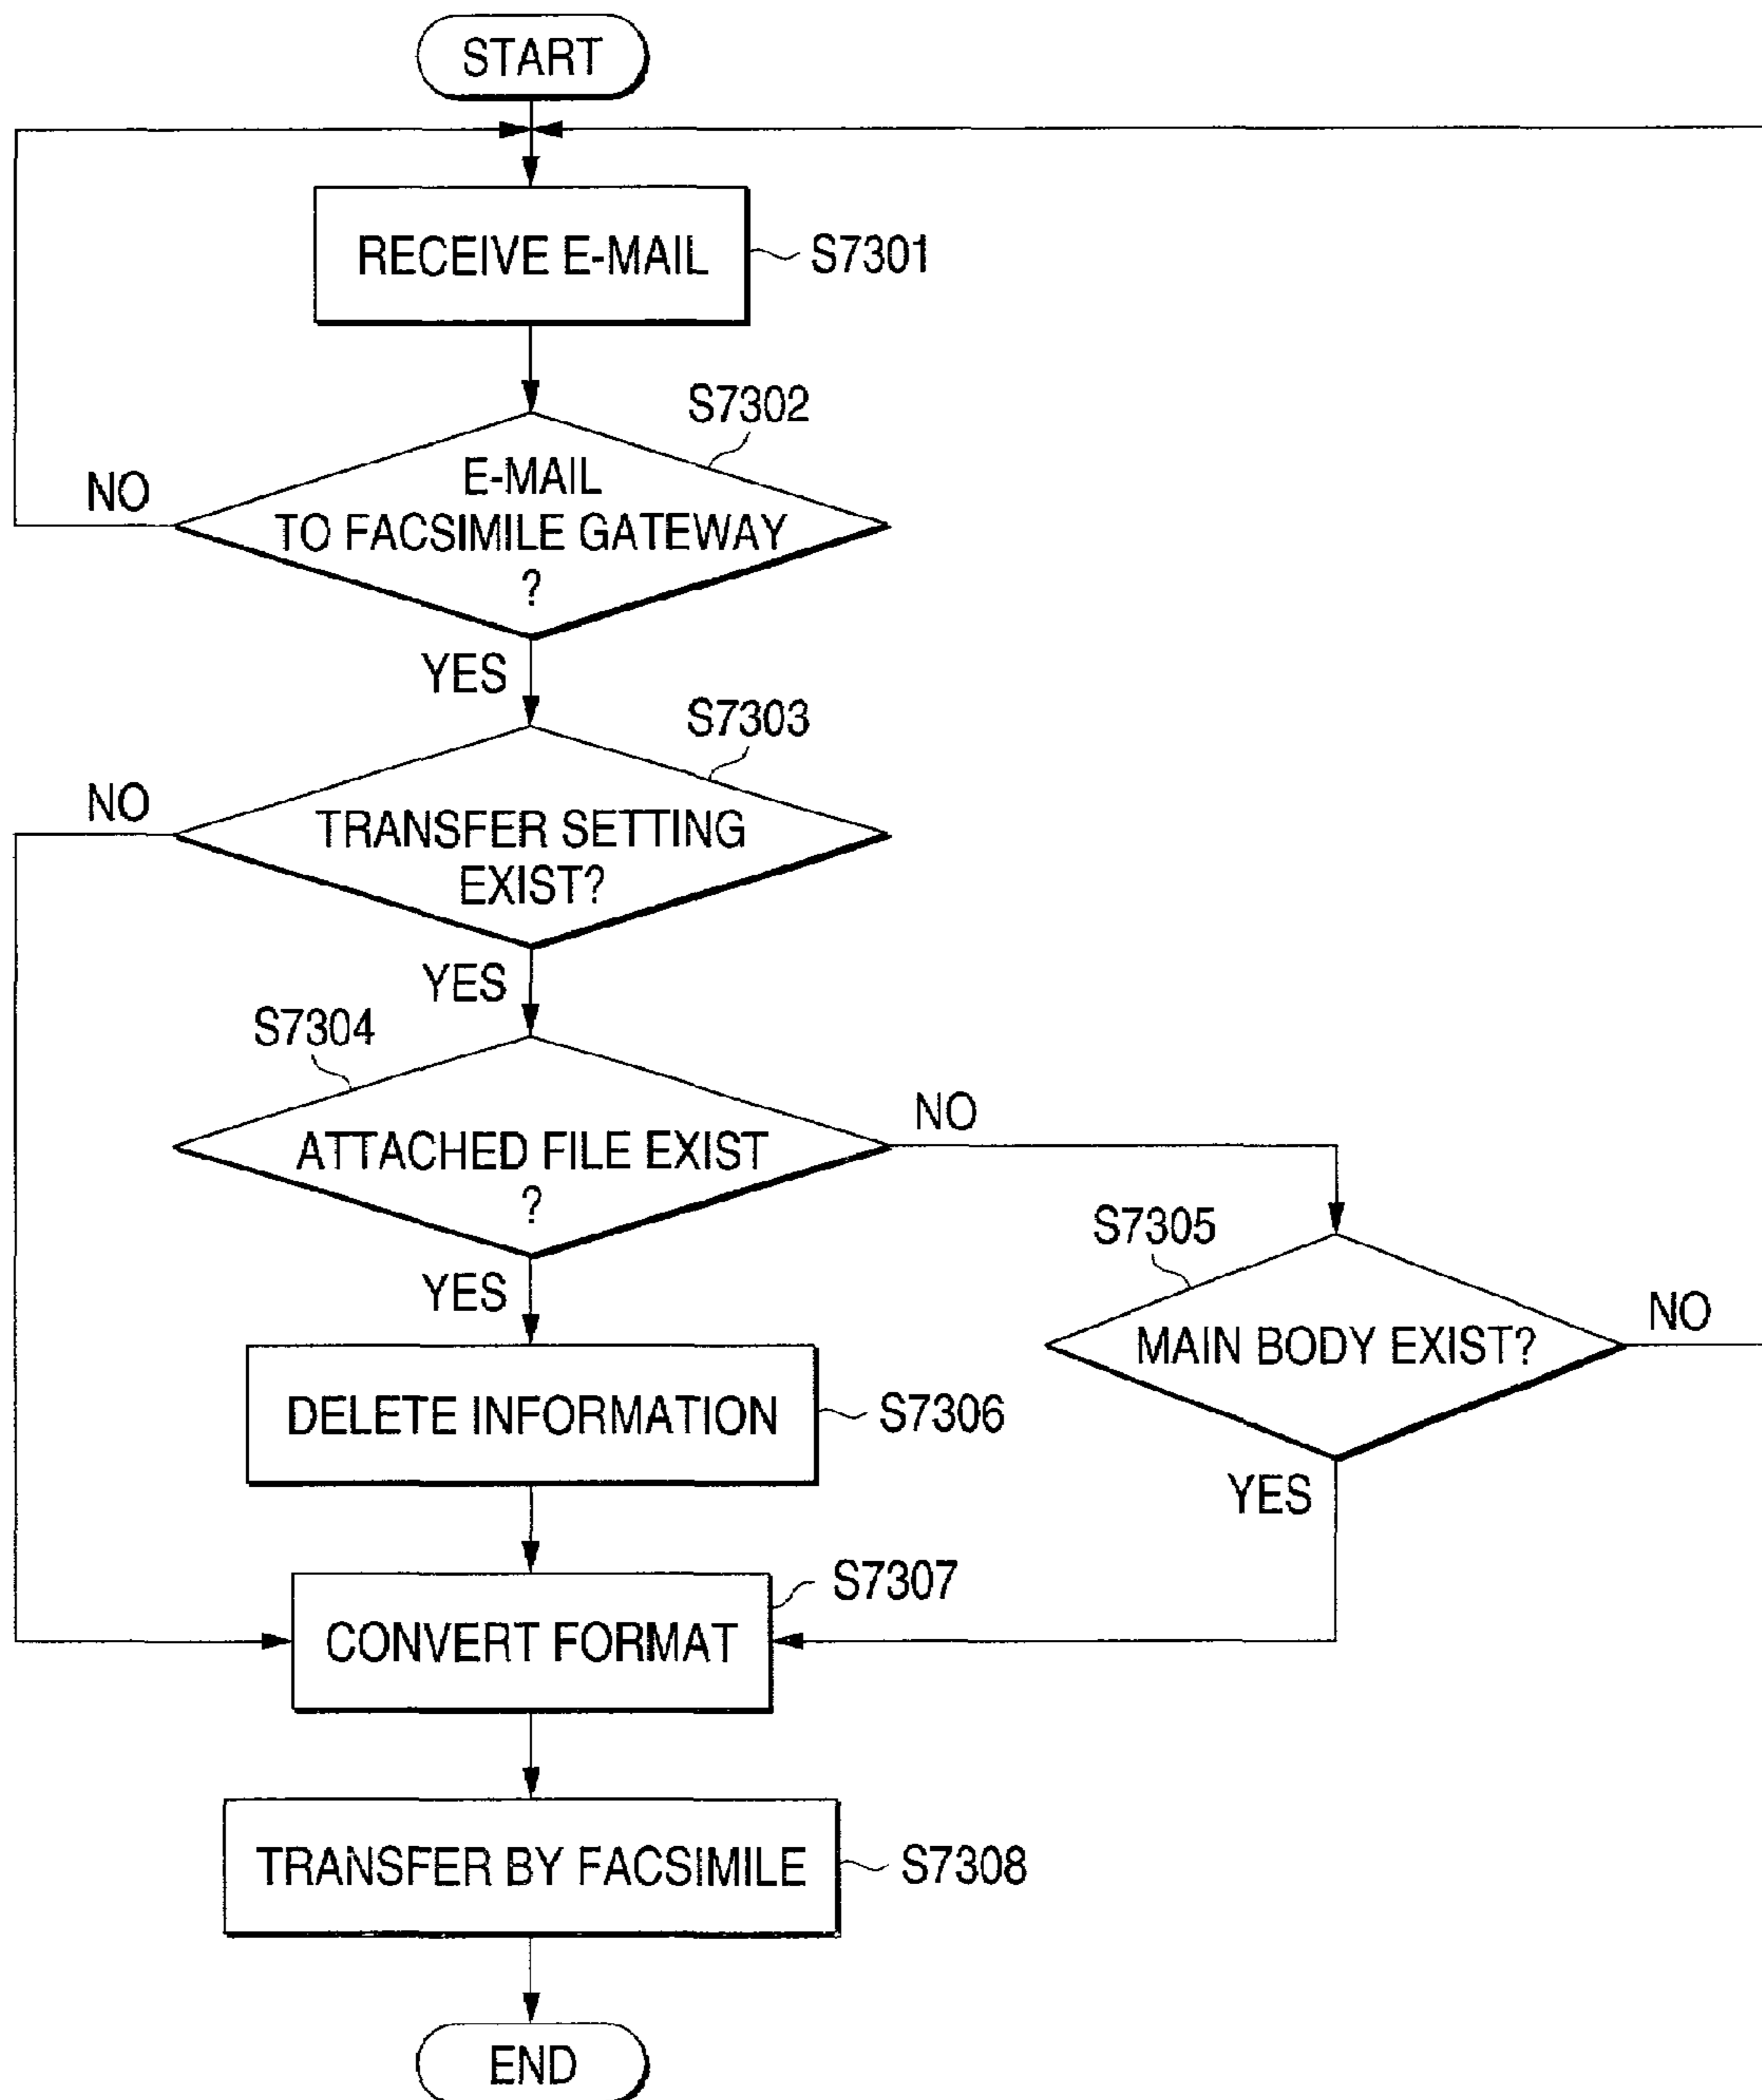 START
RECEIVE E-MAIL
S7301
S7302
E-MAIL
TO FACSIMILE GATEWAY
?
NO
YES
S7303
NO
TRANSFER SETTING
EXIST?
YES
S7304
ATTACHED FILE EXIST
?
NO
YES
S7305
MAIN BODY EXIST?
NO
YES
DELETE INFORMATION
S7306
CONVERT FORMAT
S7307
TRANSFER BY FACSIMILE
S7308
END